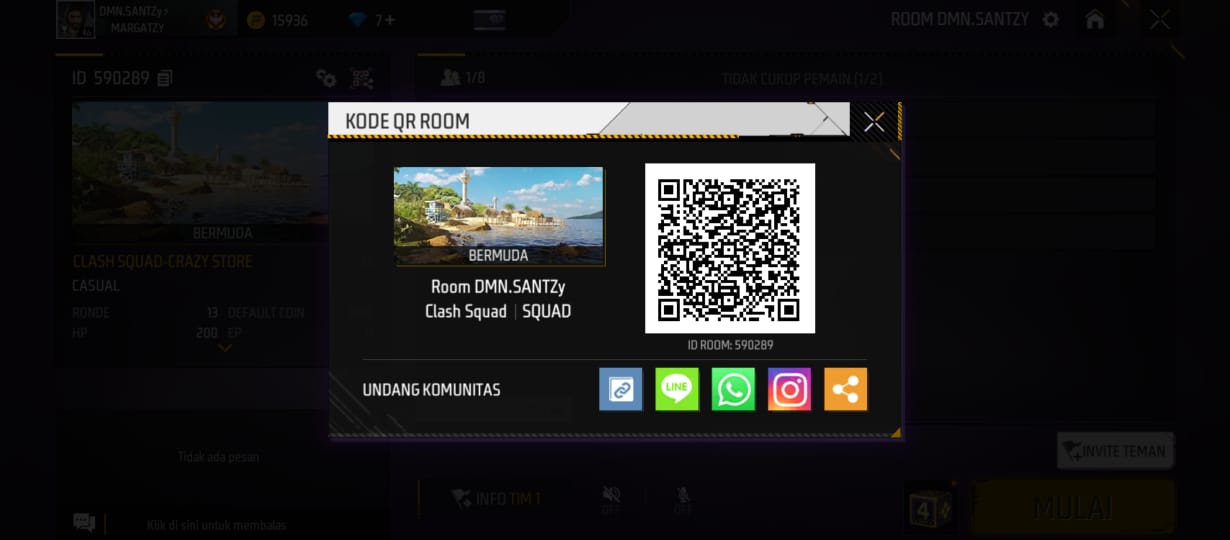 DMN.SANTZy>
MARGATZY
46
15936
7+
ROOM DMN.SANTZY
ID 590289
1/8
TIDAK CUKUP PEMAIN (1/2)
KODE QR ROOM
BERMUDA
CLASH SQUAD-CRAZY STORE
CASUAL
RONDE 13 DEFAULT COIN
HP 200 EP
BERMUDA
Room DMN.SANTZy
Clash Squad | SQUAD
ID ROOM: 590289
UNDANG KOMUNITAS
LINE
Tidak ada pesan
Klik di sini untuk membalas
INFO TIM 1
OFF
OFF
INVITE TEMAN
4
MULAI